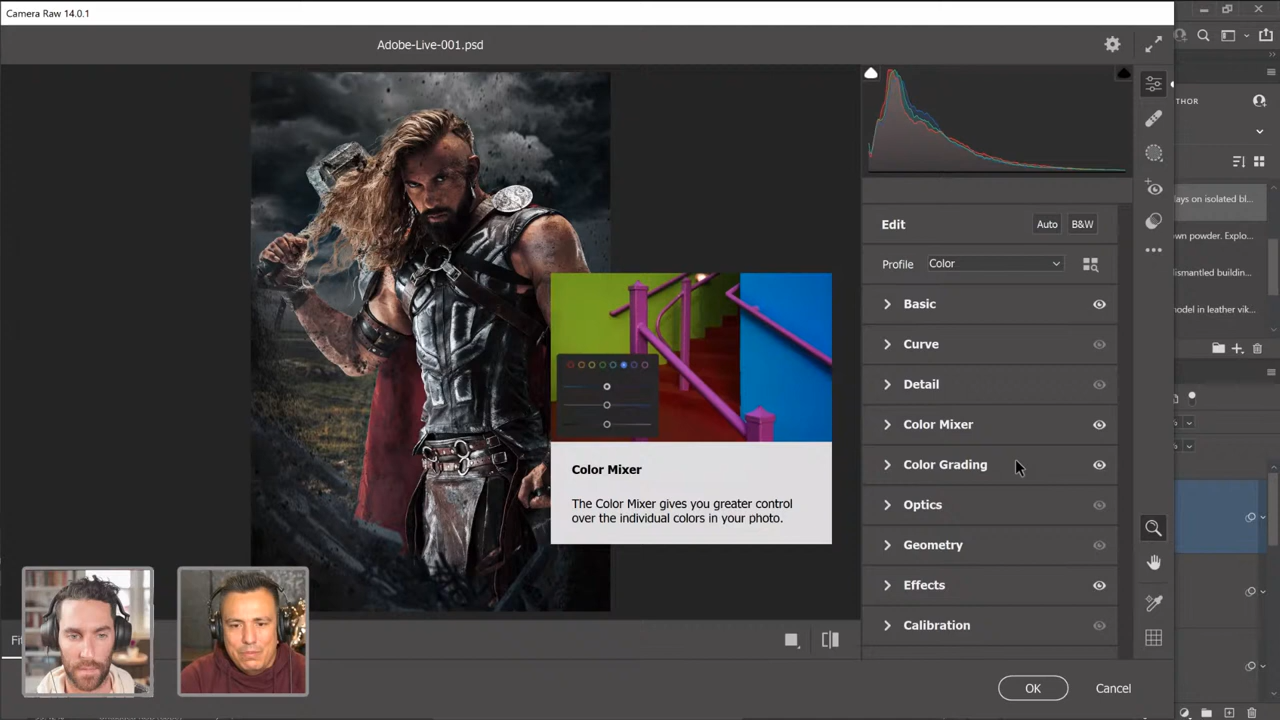 Camera Raw 14.0.1
Adobe-Live-001.psd
THOR
Edit
Auto
B&W
Profile
Color
Basic
Curve
Detail
Color Mixer
Color Grading
Optics
Geometry
Effects
Calibration
Color Mixer
The Color Mixer gives you greater control
over the individual colors in your photo.
lays on isolated bl...
wn powder. Explo...
ismantled buildin...
nodel in leather vik...
OK
Cancel